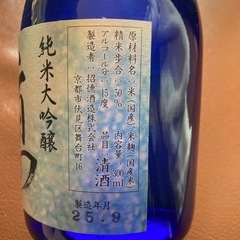 純米大吟醸
原材料名：米（国産）、米麹（国産米）
精米歩合：50% 内容量：300ml
アルコール分：15度 品目：清酒
製造者：招德酒造株式会社
京都市伏見区舞台町16
製造年月
25.9